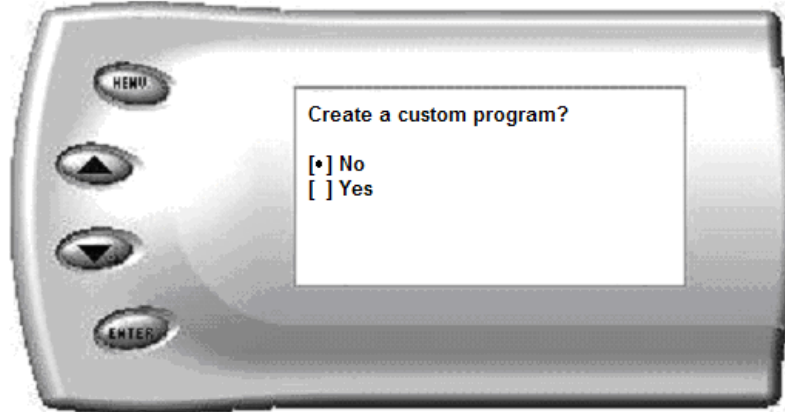 MENU
Create a custom program?
[•] No
[ ] Yes
ENTER